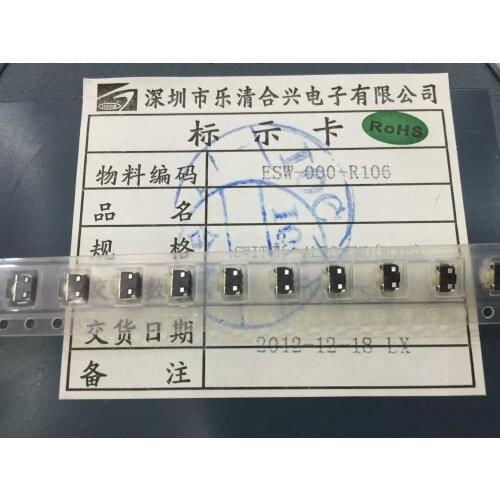 深圳市乐清合兴电子有限公司
标示卡
RoHS
物料编码 ESW-000-R106
品名
规格
交货日期 2012-12-18 LX
备注
IQC